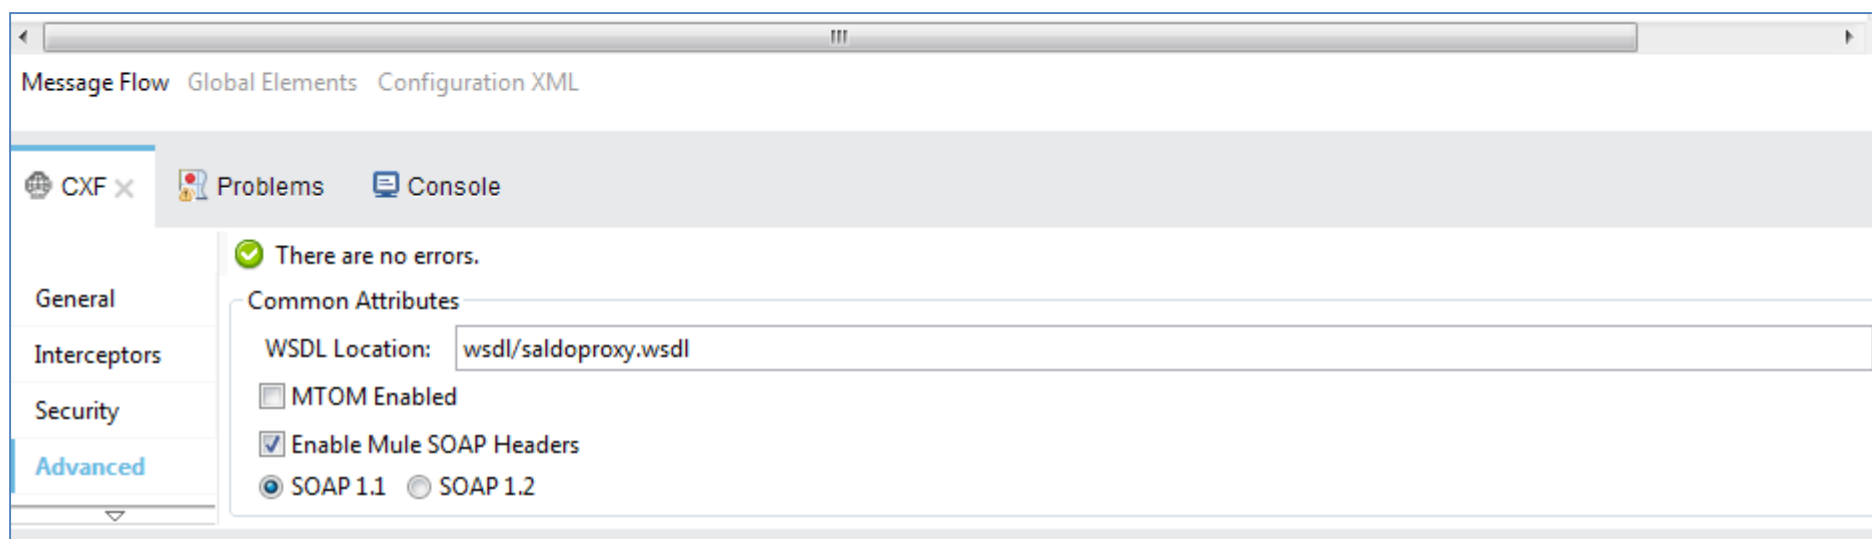 Message Flow Global Elements Configuration XML
CXF Problems Console
There are no errors.
General
Interceptors
Security
Advanced
Common Attributes
WSDL Location: wsdl/saldoproxy.wsdl
MTOM Enabled
Enable Mule SOAP Headers
SOAP 1.1 SOAP 1.2